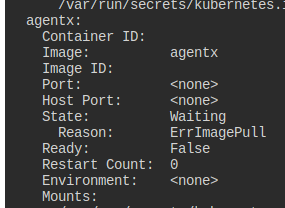 /var/run/secrets/kubernetes.i
agentx:
Container ID:
Image: agentx
Image ID:
Port: <none>
Host Port: <none>
State: Waiting
Reason: ErrImagePull
Ready: False
Restart Count: 0
Environment: <none>
Mounts: